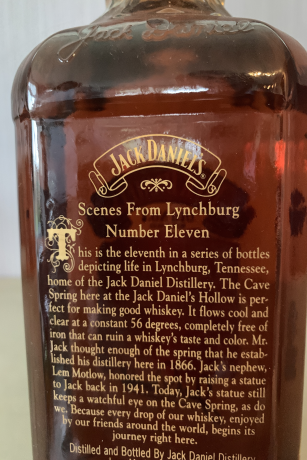 Jack Daniel's
JACK DANIEL'S
Scenes From Lynchburg
Number Eleven
This is the eleventh in a series of bottles
depicting life in Lynchburg, Tennessee,
home of the Jack Daniel Distillery. The Cave
Spring here at the Jack Daniel's Hollow is per-
fect for making good whiskey. It flows cool and
clear at a constant 56 degrees, completely free of
iron that can ruin a whiskey's taste and color. Mr.
Jack thought enough of the spring that he estab-
lished his distillery here in 1866. Jack's nephew,
Lem Motlow, honored the spot by raising a statue
to Jack back in 1941. Today, Jack's statue still
keeps a watchful eye on the Cave Spring, as do
we. Because every drop of our whiskey, enjoyed
by our friends around the world, begins its
journey right here.
Distilled and Bottled By Jack Daniel Distillery